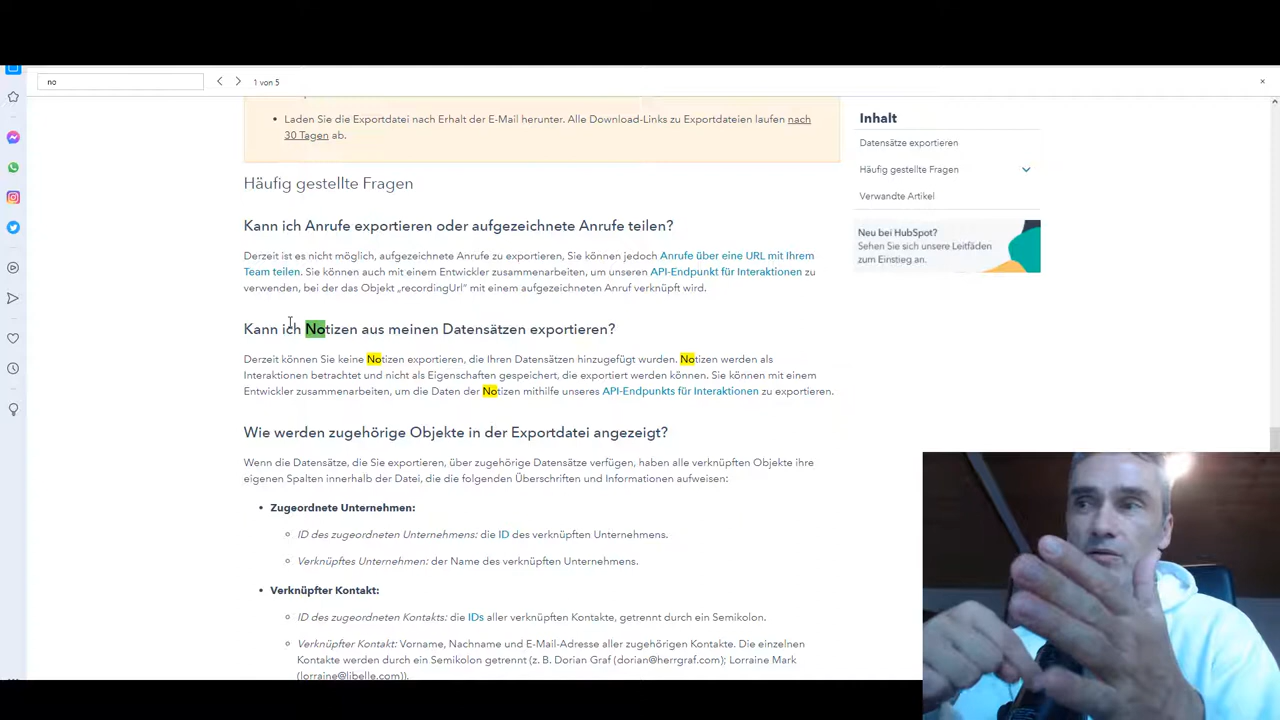 no
1 von 5
Laden Sie die Exportdatei nach Erhalt der E-Mail herunter. Alle Download-Links zu Exportdateien laufen nach
30 Tagen ab.
Häufig gestellte Fragen
Kann ich Anrufe exportieren oder aufgezeichnete Anrufe teilen?
Derzeit ist es nicht möglich, aufgezeichnete Anrufe zu exportieren, Sie können jedoch Anrufe über eine URL mit Ihrem
Team teilen. Sie können auch mit einem Entwickler zusammenarbeiten, um unseren API-Endpunkt für Interaktionen zu
verwenden, bei der das Objekt „recordingUrl" mit einem aufgezeichneten Anruf verknüpft wird.
Kann ich Notizen aus meinen Datensätzen exportieren?
Derzeit können Sie keine Notizen exportieren, die Ihren Datensätzen hinzugefügt wurden. Notizen werden als
Interaktionen betrachtet und nicht als Eigenschaften gespeichert, die exportiert werden können. Sie können mit einem
Entwickler zusammenarbeiten, um die Daten der Notizen mithilfe unseres API-Endpunkts für Interaktionen zu exportieren.
Wie werden zugehörige Objekte in der Exportdatei angezeigt?
Wenn die Datensätze, die Sie exportieren, über zugehörige Datensätze verfügen, haben alle verknüpften Objekte ihre
eigenen Spalten innerhalb der Datei, die die folgenden Überschriften und Informationen aufweisen:
Zugeordnete Unternehmen:
ID des zugeordneten Unternehmens: die ID des verknüpften Unternehmens.
Verknüpftes Unternehmen: der Name des verknüpften Unternehmens.
Verknüpfter Kontakt:
ID des zugeordneten Kontakts: die IDs aller verknüpften Kontakte, getrennt durch ein Semikolon.
Verknüpfter Kontakt: Vorname, Nachname und E-Mail-Adresse aller zugehörigen Kontakte. Die einzelnen
Kontakte werden durch ein Semikolon getrennt (z. B. Dorian Graf (dorian@herrgraf.com); Lorraine Mark
(lorraine@libelle.com)).
Inhalt
Datensätze exportieren
Häufig gestellte Fragen
Verwandte Artikel
Neu bei HubSpot?
Sehen Sie sich unsere Leitfäden
zum Einstieg an.